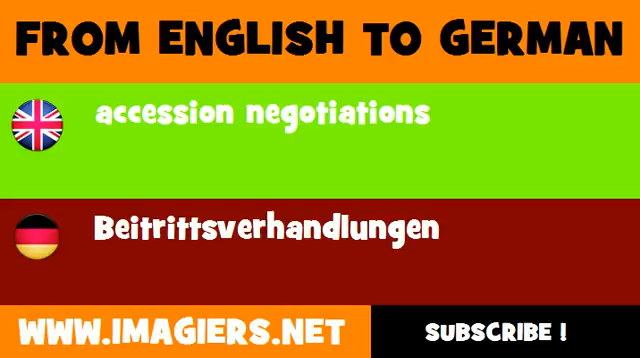 FROM ENGLISH TO GERMAN
accession negotiations
Beitrittsverhandlungen
WWW.IMAGIERS.NET
SUBSCRIBE !